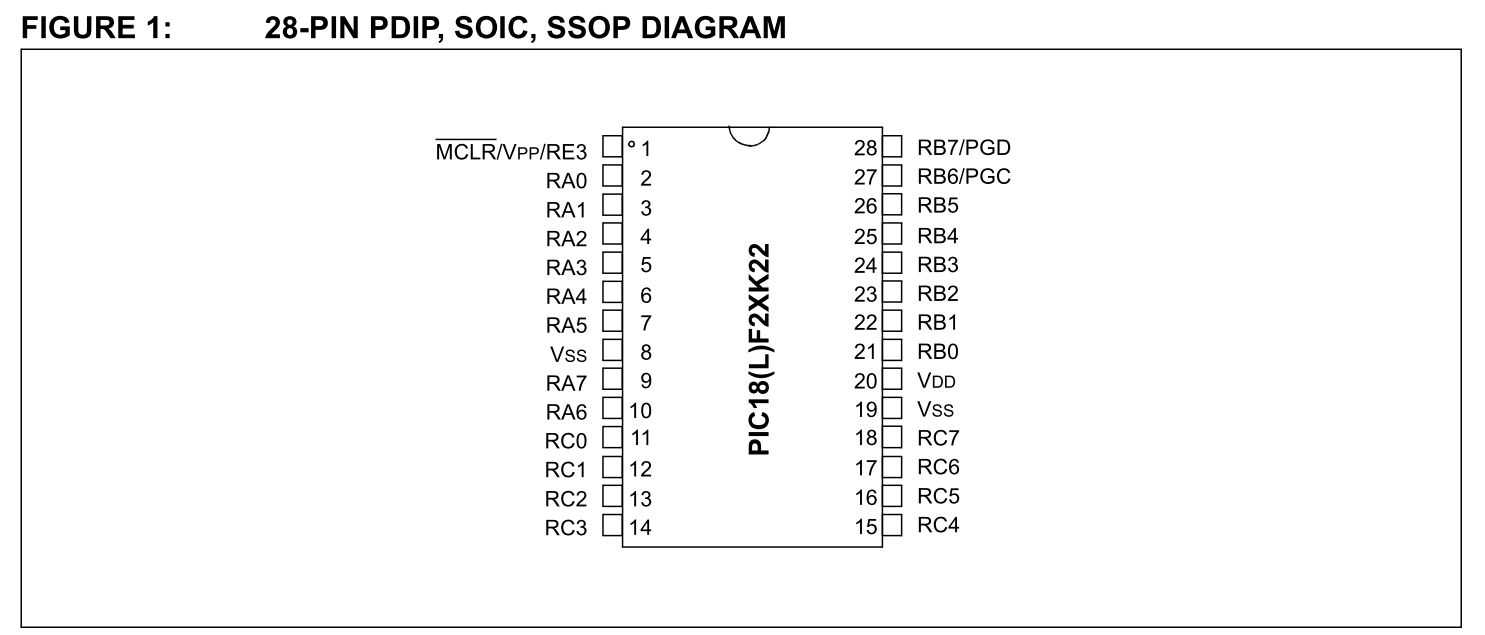 FIGURE 1: 28-PIN PDIP, SOIC, SSOP DIAGRAM
MCLR/VPP/RE3 1 28 RB7/PGD
RA0 2 27 RB6/PGC
RA1 3 26 RB5
RA2 4 25 RB4
RA3 5 24 RB3
RA4 6 23 RB2
RA5 7 22 RB1
VSS 8 21 RB0
RA7 9 20 VDD
RA6 10 19 VSS
RC0 11 18 RC7
RC1 12 17 RC6
RC2 13 16 RC5
RC3 14 15 RC4
PIC18(L)F2XK22